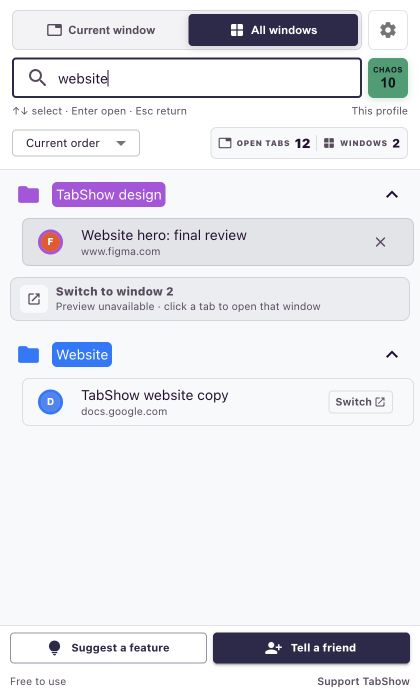 Current window
All windows
website
CHAOS
10
↑↓ select · Enter open · Esc return
This profile
Current order
OPEN TABS 12
WINDOWS 2
TabShow design
F
Website hero: final review
www.figma.com
Switch to window 2
Preview unavailable · click a tab to open that window
Website
D
TabShow website copy
docs.google.com
Switch
Suggest a feature
Tell a friend
Free to use
Support TabShow